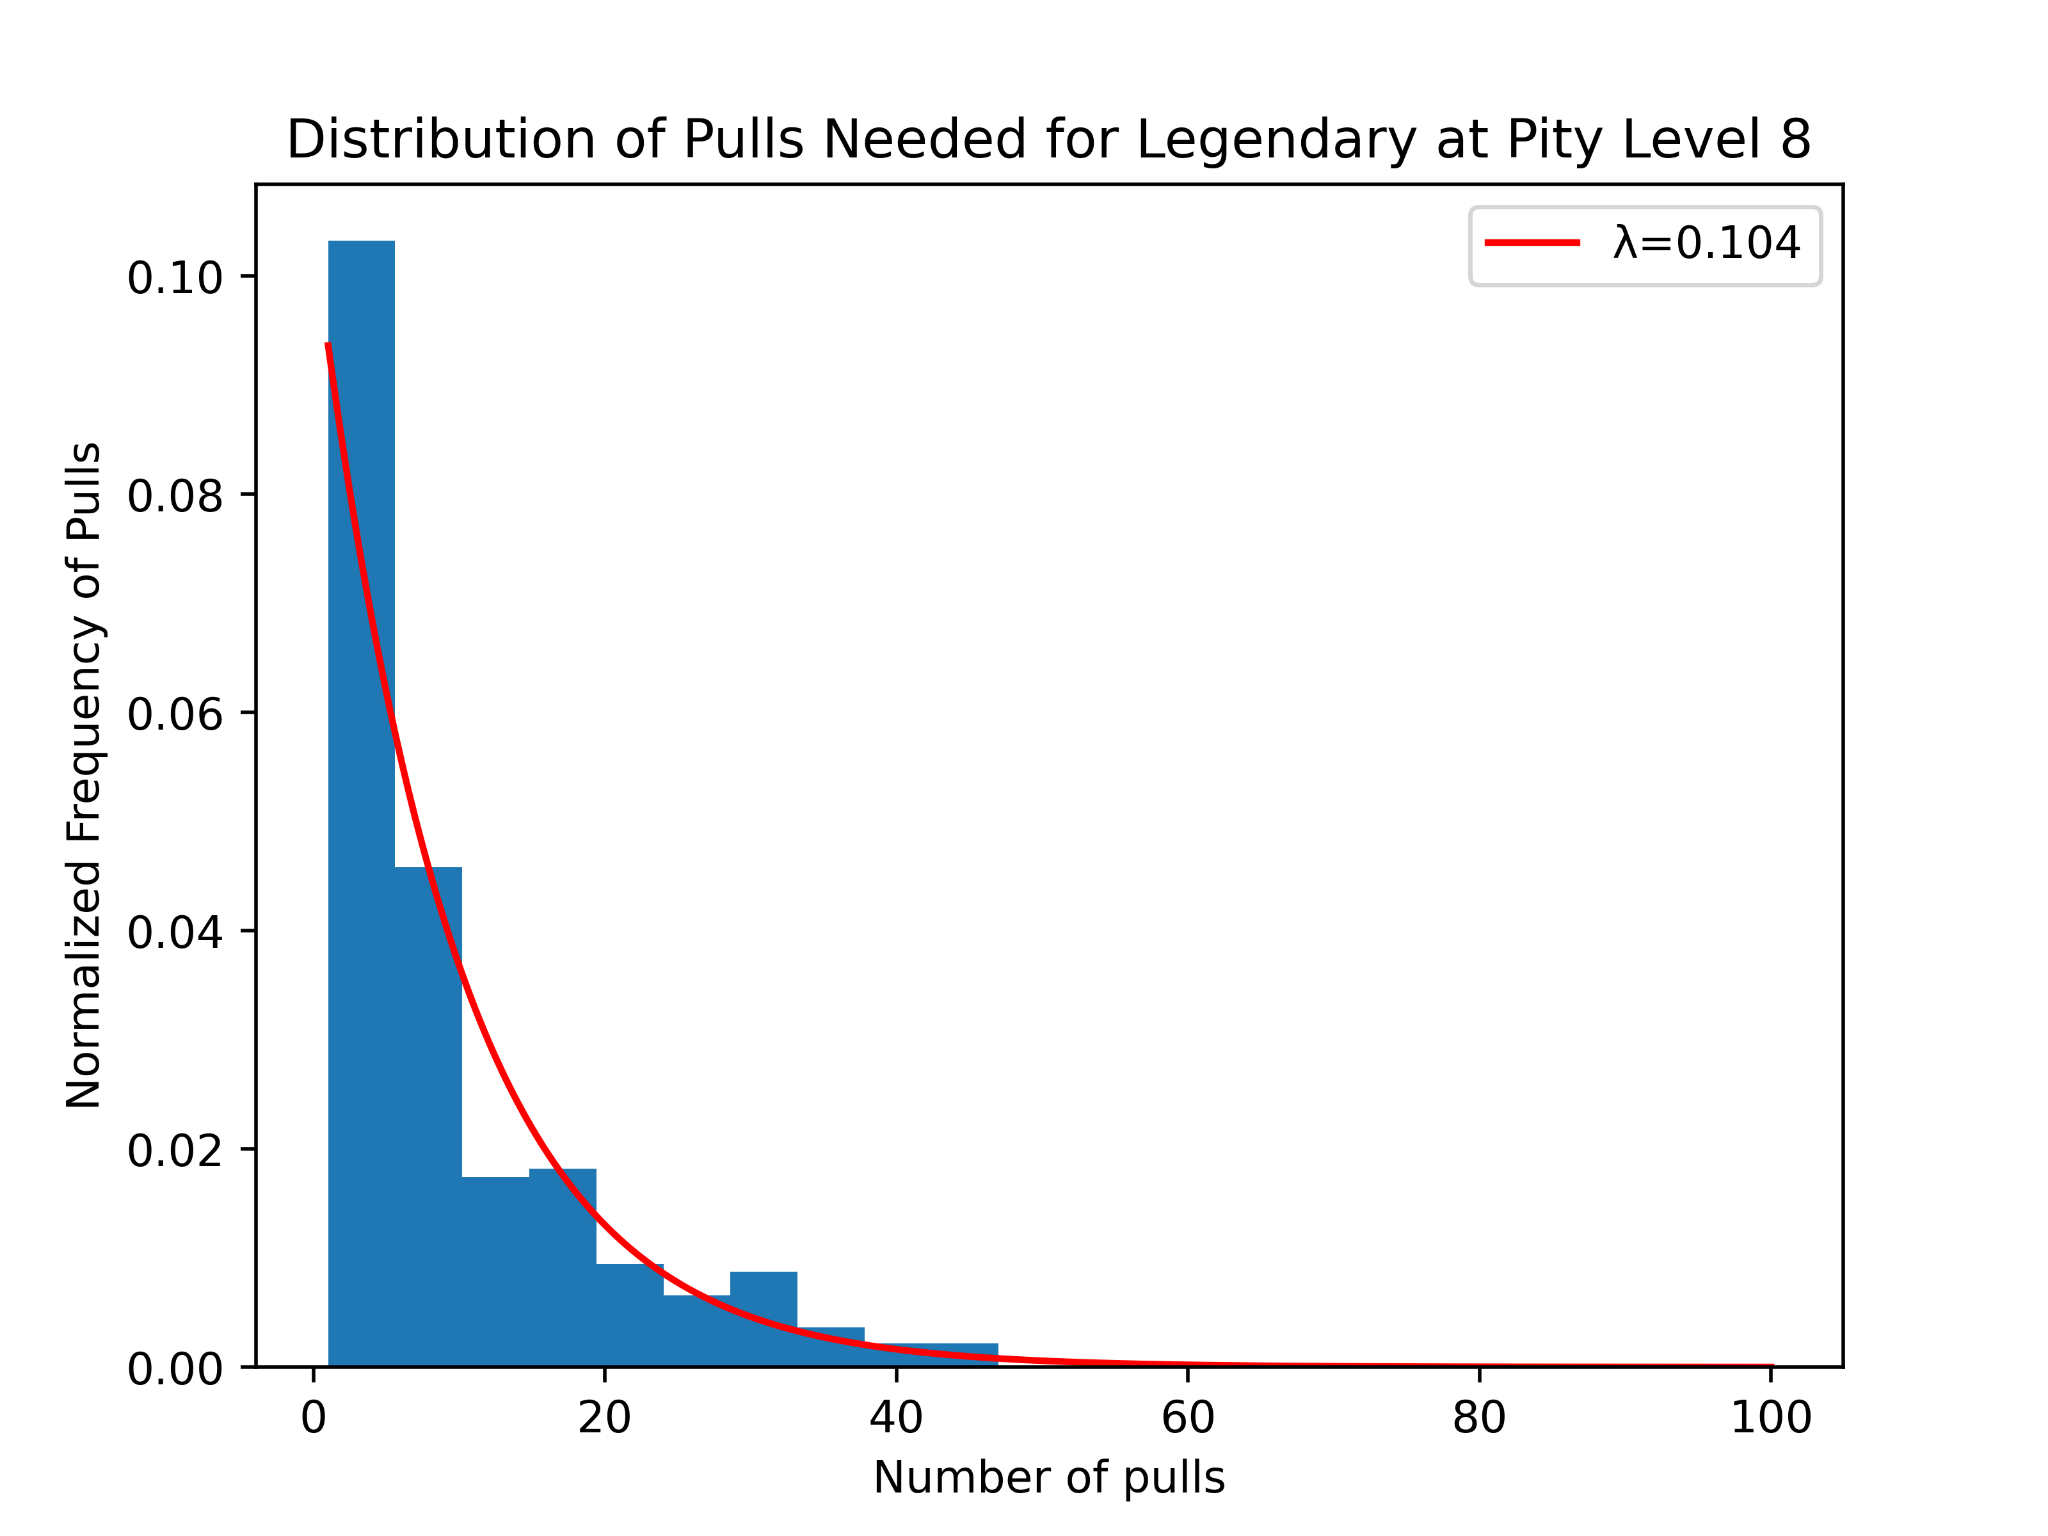 Distribution of Pulls Needed for Legendary at Pity Level 8
λ=0.104
Normalized Frequency of Pulls
0.10
0.08
0.06
0.04
0.02
0.00
0 20 40 60 80 100
Number of pulls